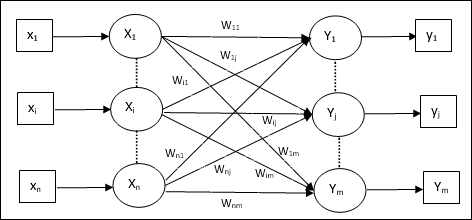 W₁₁
x₁ X₁ Y₁ y₁
W₁ⱼ
Wᵢ₁
xᵢ Xᵢ Yⱼ yⱼ
Wᵢⱼ
Wₙ₁ W₁ₘ
Wₙⱼ Wᵢₘ
xₙ Xₙ Yₘ Yₘ
Wₙₘ